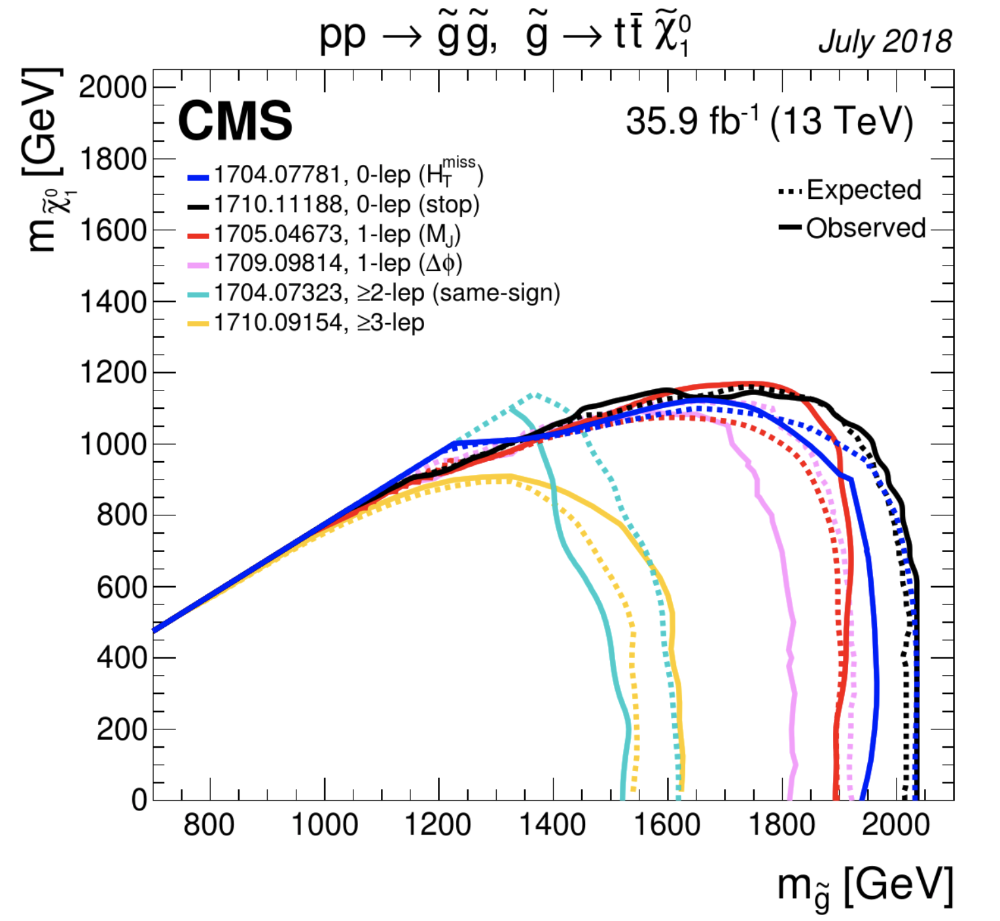 pp → g̃ g̃, g̃ → t t̄ χ̃₁⁰
July 2018
m_χ̃₁⁰ [GeV]
CMS
35.9 fb⁻¹ (13 TeV)
1704.07781, 0-lep (H_T^miss)
1710.11188, 0-lep (stop)
1705.04673, 1-lep (M_J)
1709.09814, 1-lep (Δϕ)
1704.07323, ≥2-lep (same-sign)
1710.09154, ≥3-lep
Expected
Observed
2000
1800
1600
1400
1200
1000
800
600
400
200
0
800 1000 1200 1400 1600 1800 2000
m_g̃ [GeV]